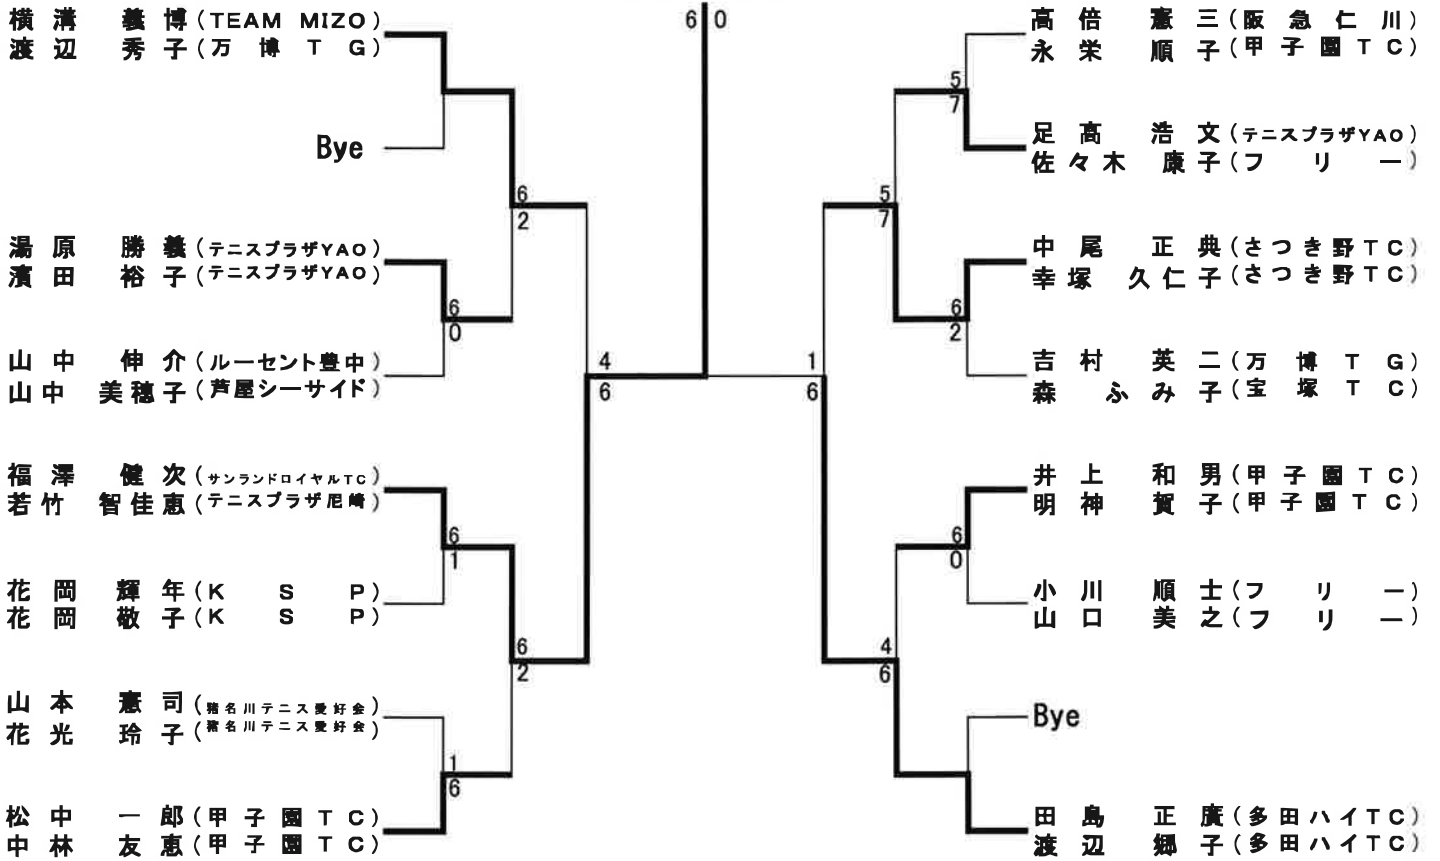 横溝 義博(TEAM MIZO)
渡辺 秀子(万博TG)
Bye
湯原 勝義(テニスプラザYAO)
濱田 裕子(テニスプラザYAO)
山中 伸介(ルーセント豊中)
山中 美穂子(芦屋シーサイド)
福澤 健次(サンランドロイヤルTC)
若竹 智佳恵(テニスプラザ尼崎)
花岡 輝年(KSP)
花岡 敬子(KSP)
山本 憲司(猪名川テニス愛好会)
花光 玲子(猪名川テニス愛好会)
松中 一郎(甲子園TC)
中林 友恵(甲子園TC)
6
0
6
1
1
6
6
2
6
2
4
6
6 0
1
6
5
7
4
6
5
7
6
2
6
0
高倍 憲三(阪急仁川)
永栄 順子(甲子園TC)
足高 浩文(テニスプラザYAO)
佐々木 康子(フリー)
中尾 正典(さつき野TC)
幸塚 久仁子(さつき野TC)
吉村 英二(万博TG)
森 ふみ子(宝塚TC)
井上 和男(甲子園TC)
明神 賀子(甲子園TC)
小川 順士(フリー)
山口 美之(フリー)
Bye
田島 正廣(多田ハイTC)
渡辺 郷子(多田ハイTC)